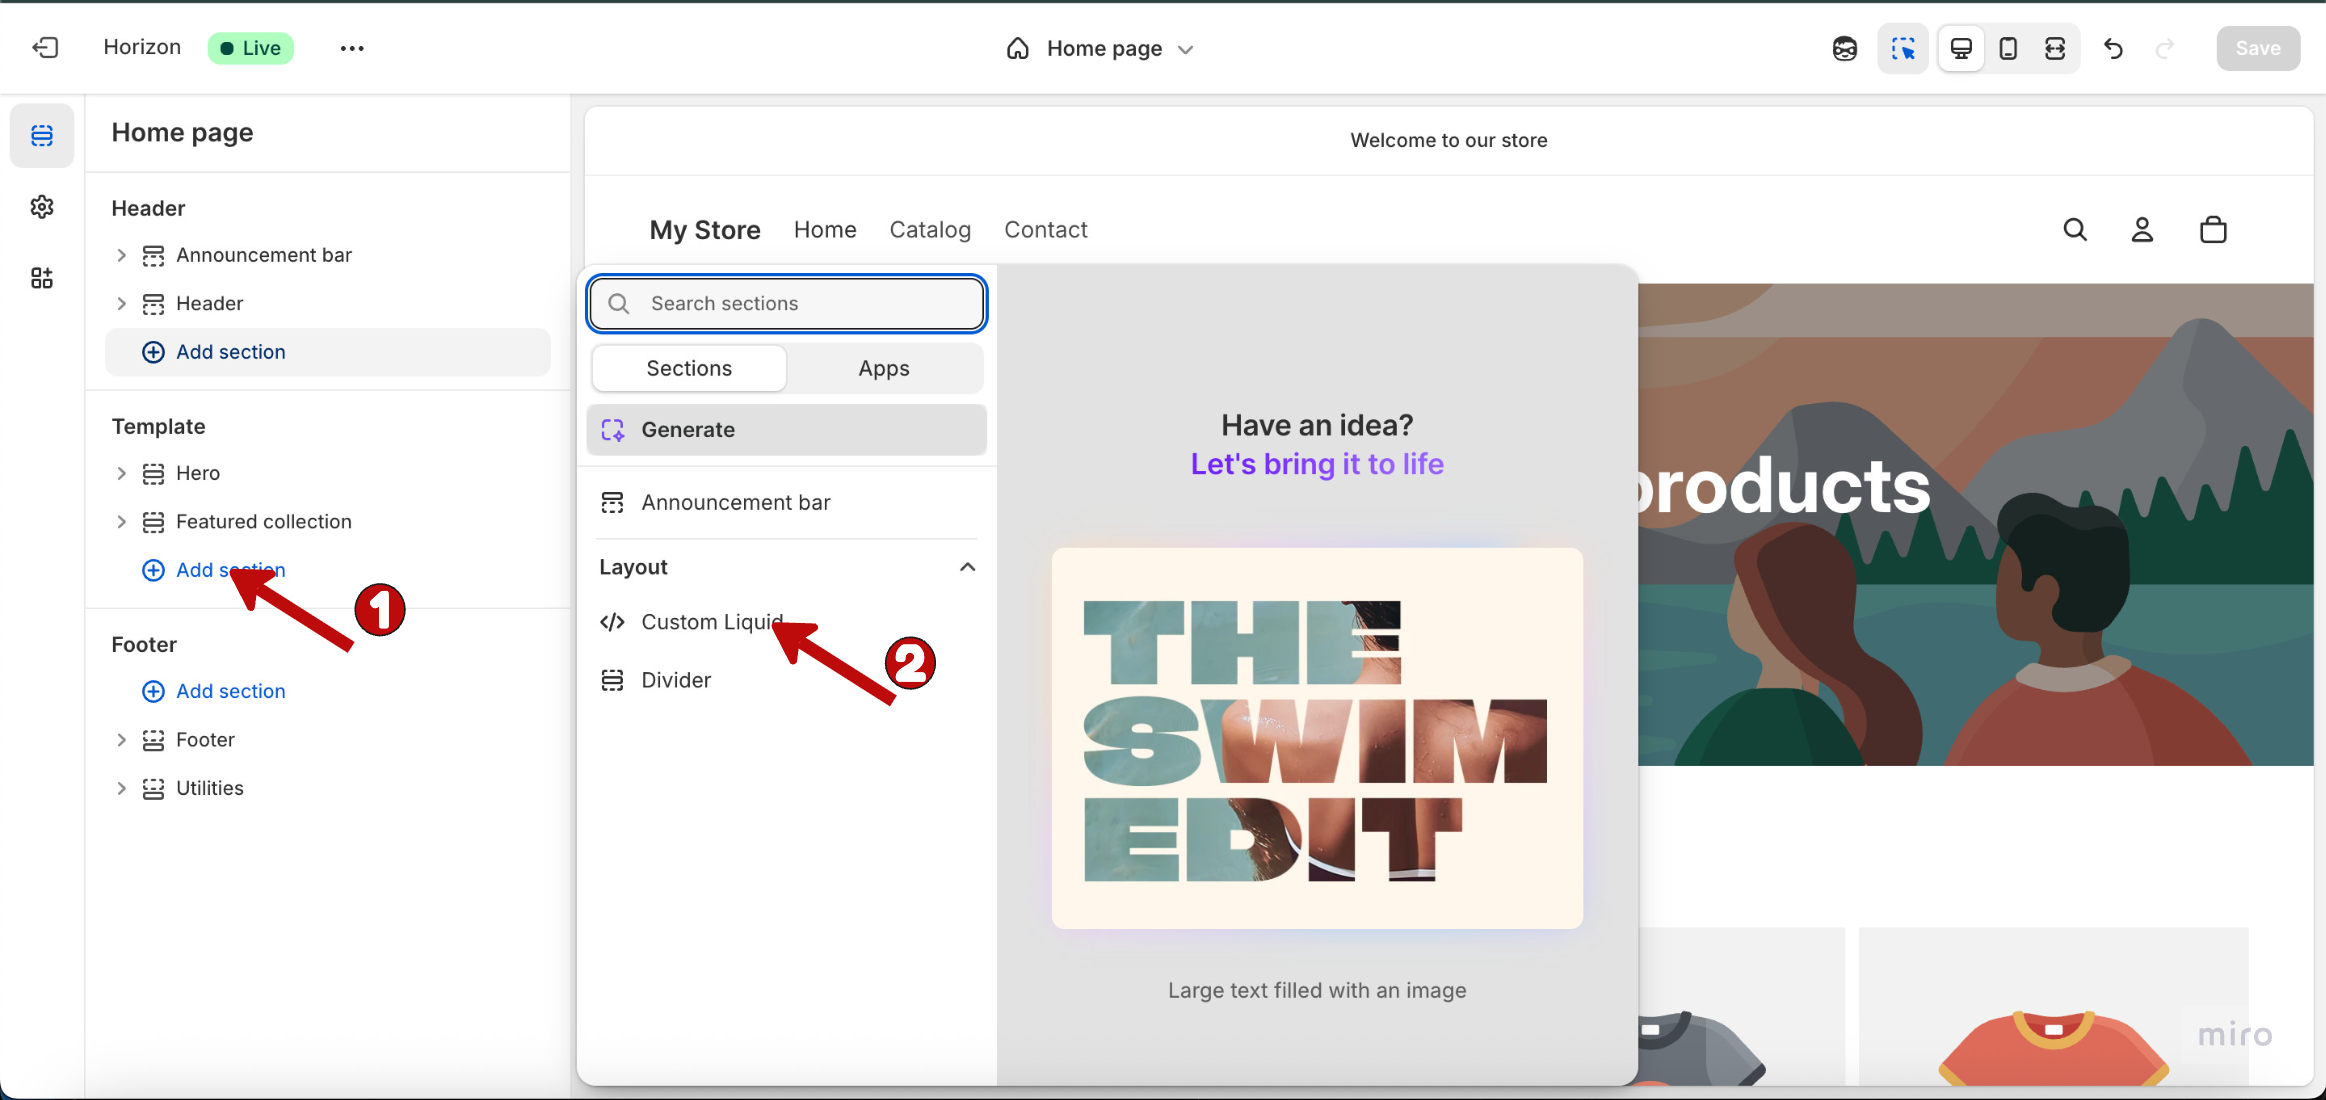 Horizon
Live
Home page
Save
Home page
Header
Announcement bar
Header
Add section
Template
Hero
Featured collection
Add section
1
Footer
Add section
Footer
Utilities
Welcome to our store
My Store
Home
Catalog
Contact
Search sections
Sections
Apps
Generate
Announcement bar
Layout
Custom Liquid
2
Divider
Have an idea?
Let's bring it to life
THE
SWIM
EDIT
Large text filled with an image
products
miro